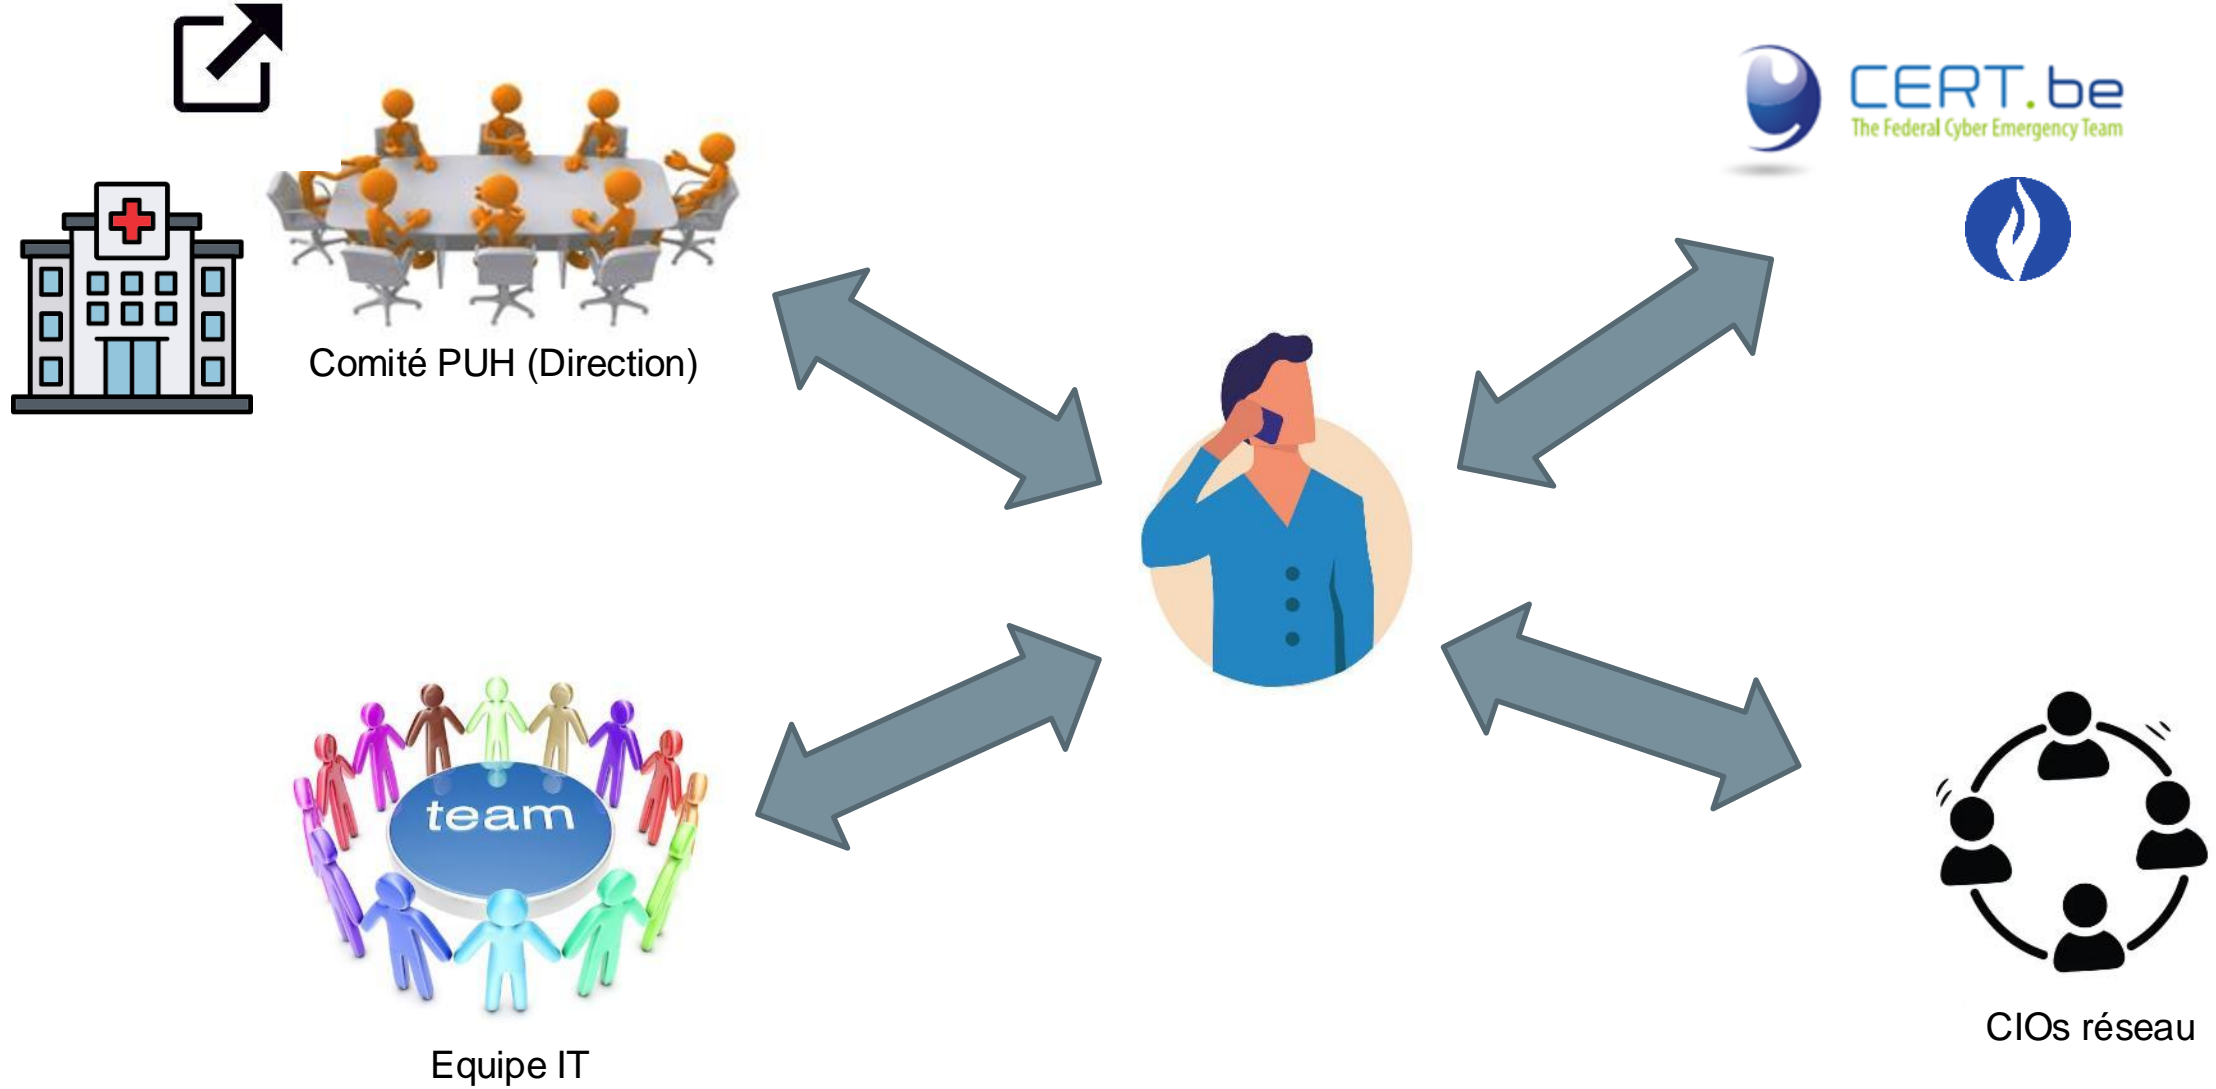 CERT.be
The Federal Cyber Emergency Team
Comité PUH (Direction)
team
CIOs réseau
Equipe IT